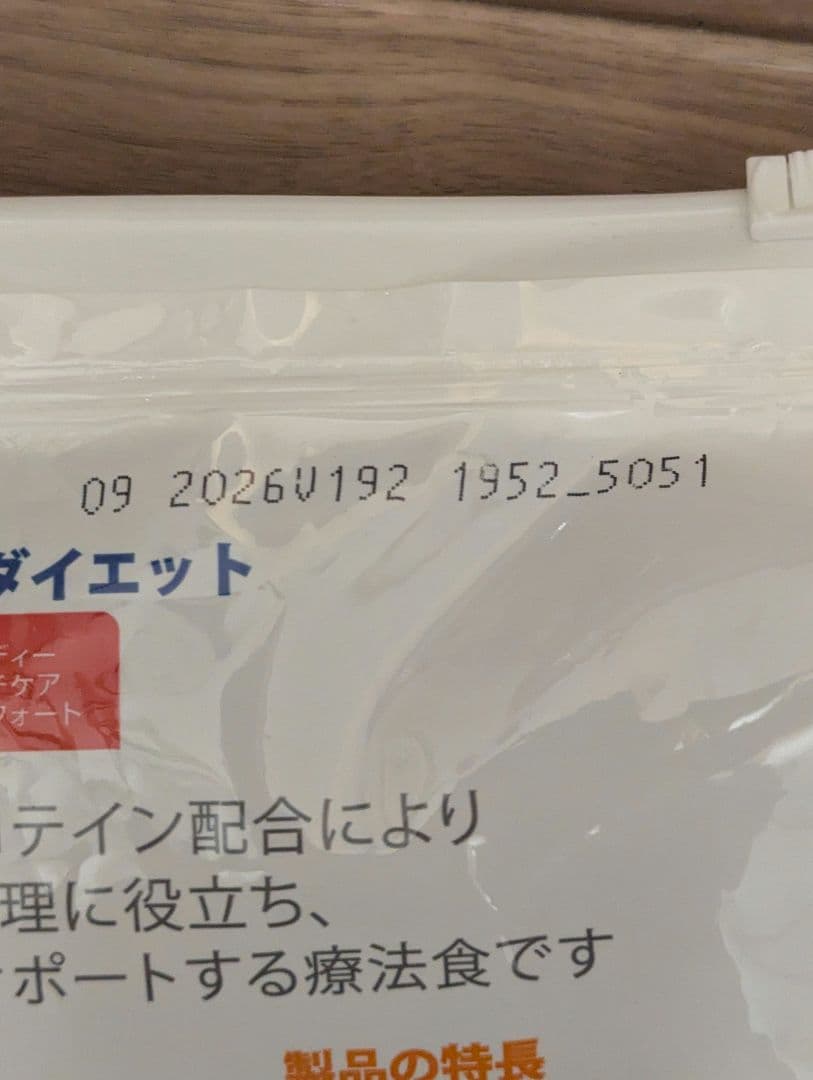 09 2026V192 1952_5051
ダイエット
ディー
チケア
フォート
テイン配合により
理に役立ち、
ポートする療法食です
製品の特長